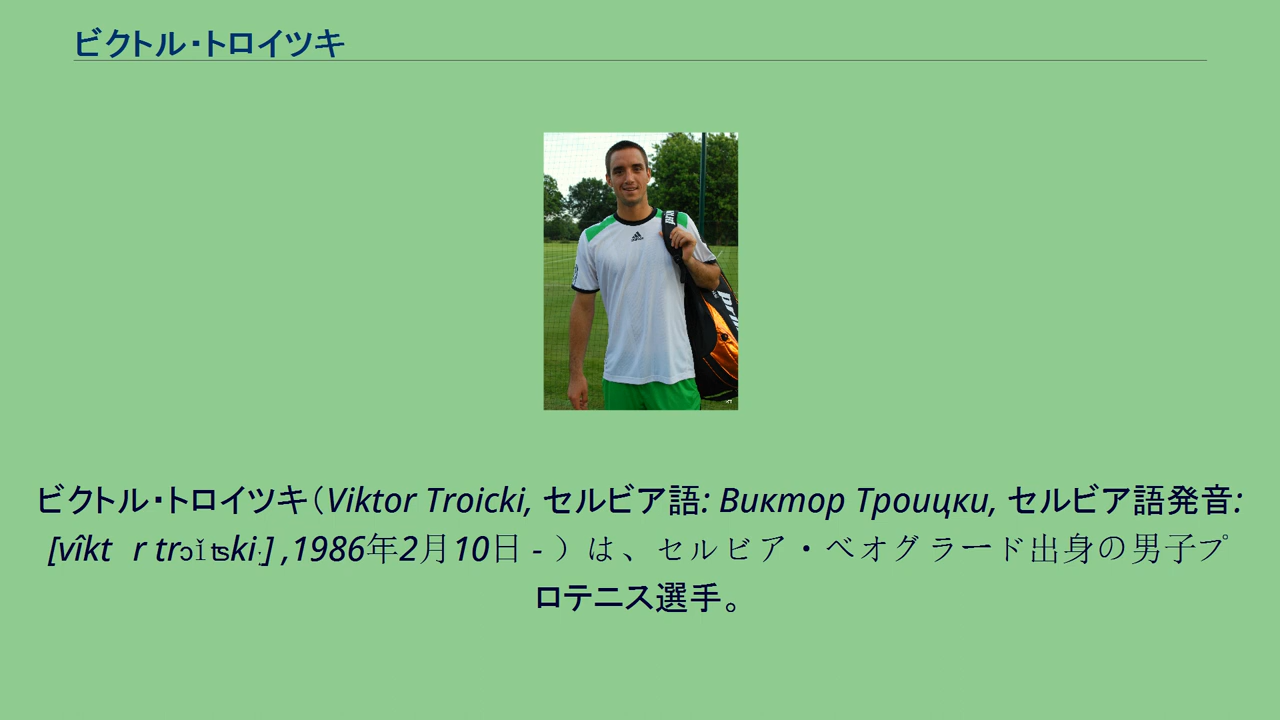 ビクトル・トロイツキ
ビクトル・トロイツキ（Viktor Troicki, セルビア語: Виктор Троицки, セルビア語発音:
[vîkt r trɔǐʦkiˑ] ,1986年2月10日 - ）は、セルビア・ベオグラード出身の男子プ
ロテニス選手。